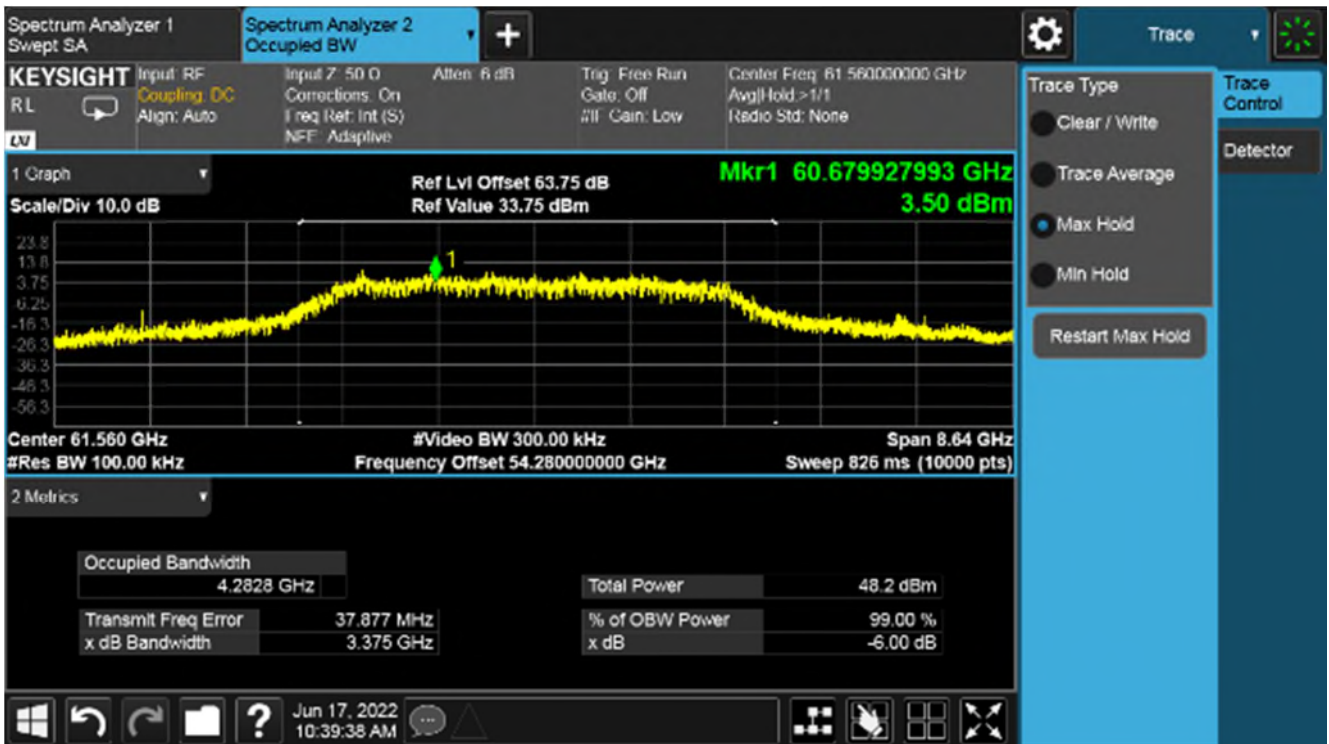 Spectrum Analyzer 1
Swept SA
Spectrum Analyzer 2
Occupied BW
Trace
KEYSIGHT
RL
LXI
Input: RF
Coupling: DC
Align: Auto
Input Z: 50 Ω
Corrections: On
Freq Ref: Int (S)
NFE: Adaptive
Atten: 6 dB
Trig: Free Run
Gate: Off
#IF Gain: Low
Center Freq: 61.560000000 GHz
Avg|Hold:>1/1
Radio Std: None
1 Graph
Scale/Div 10.0 dB
Ref Lvl Offset 63.75 dB
Ref Value 33.75 dBm
Mkr1 60.679927993 GHz
3.50 dBm
23.8
13.8
3.75
-6.25
-16.3
-26.3
-36.3
-46.3
-56.3
1
Center 61.560 GHz
#Res BW 100.00 kHz
#Video BW 300.00 kHz
Frequency Offset 54.280000000 GHz
Span 8.64 GHz
Sweep 826 ms (10000 pts)
2 Metrics
Occupied Bandwidth
4.2828 GHz
Transmit Freq Error 37.877 MHz
x dB Bandwidth 3.375 GHz
Total Power 48.2 dBm
% of OBW Power 99.00 %
x dB -6.00 dB
Trace Type
Clear / Write
Trace Average
Max Hold
Min Hold
Restart Max Hold
Trace
Control
Detector
?
Jun 17, 2022
10:39:38 AM